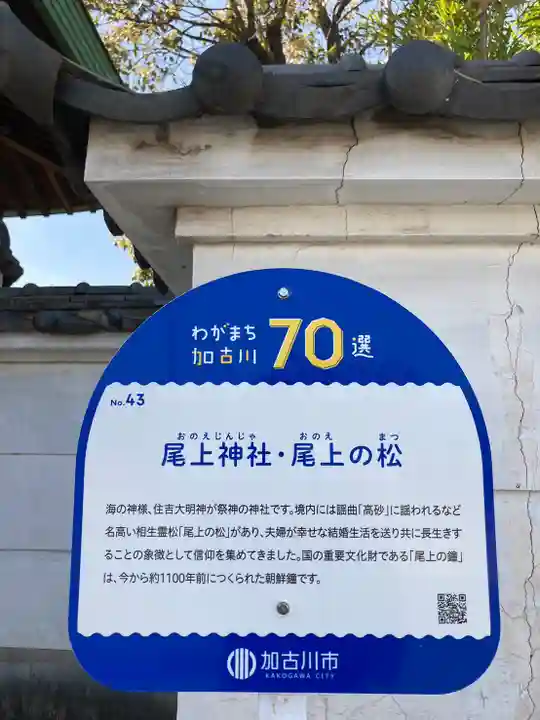 わがまち
加古川
70選
No.43
おのえじんじゃ おのえ まつ
尾上神社・尾上の松
海の神様、住吉大明神が祭神の神社です。境内には謡曲「高砂」に謡われるなど
名高い相生霊松「尾上の松」があり、夫婦が幸せな結婚生活を送り共に長生きす
ることの象徴として信仰を集めてきました。国の重要文化財である「尾上の鐘」
は、今から約1100年前につくられた朝鮮鐘です。
加古川市
KAKOGAWA CITY